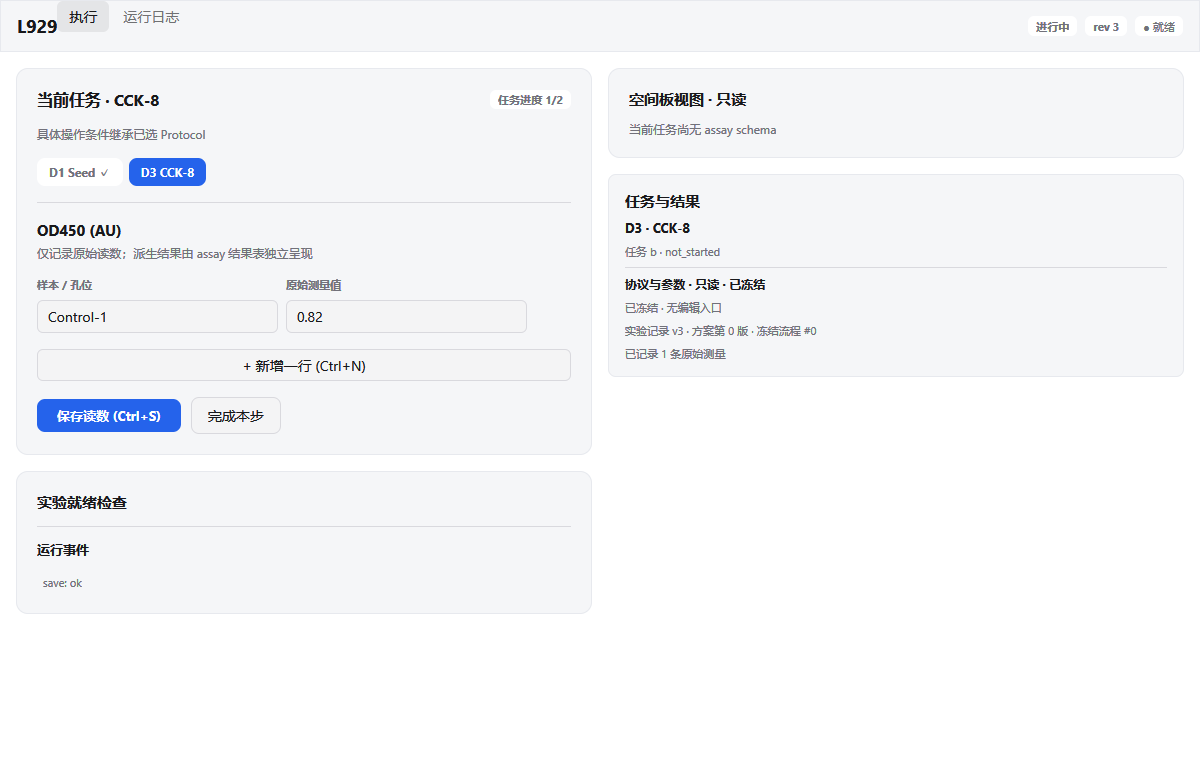 L929 执行 运行日志
进行中 rev 3 ● 就绪
当前任务 · CCK-8 任务进度 1/2
具体操作条件继承已选 Protocol
D1 Seed ✓ D3 CCK-8
OD450 (AU)
仅记录原始读数；派生结果由 assay 结果表独立呈现
样本 / 孔位 原始测量值
Control-1 0.82
+ 新增一行 (Ctrl+N)
保存读数 (Ctrl+S) 完成本步
实验就绪检查
运行事件
save: ok
空间板视图 · 只读
当前任务尚无 assay schema
任务与结果
D3 · CCK-8
任务 b · not_started
协议与参数 · 只读 · 已冻结
已冻结 · 无编辑入口
实验记录 v3 · 方案第 0 版 · 冻结流程 #0
已记录 1 条原始测量